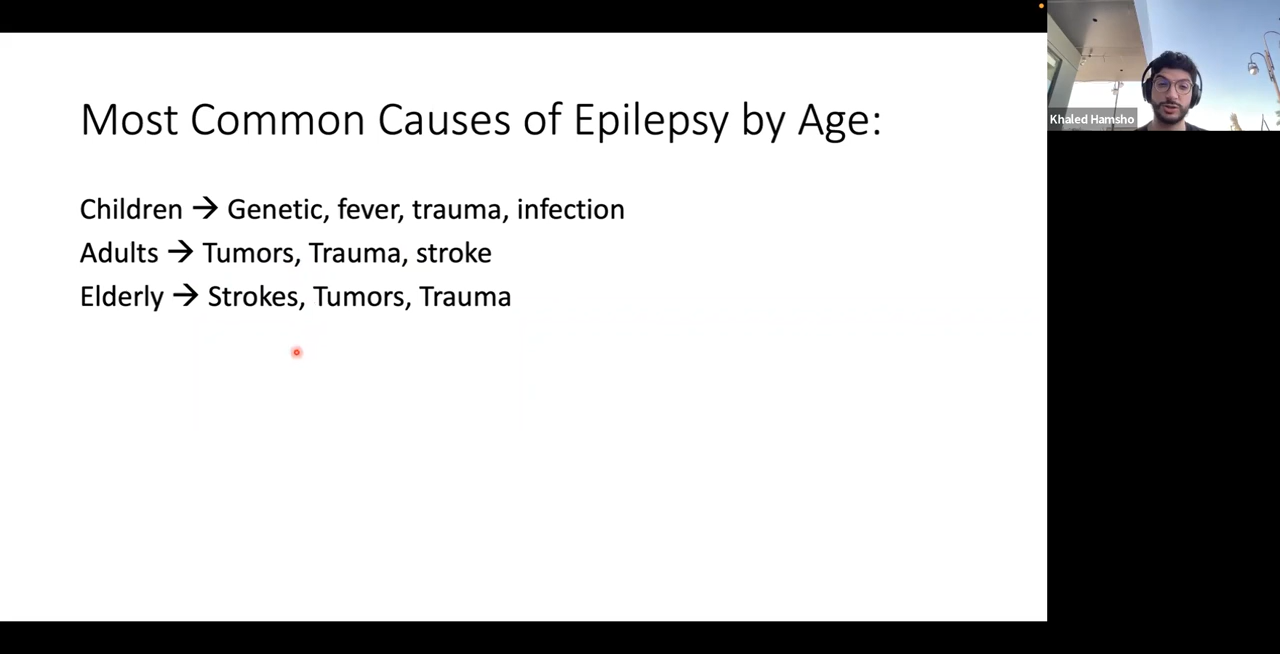 Most Common Causes of Epilepsy by Age:
Children → Genetic, fever, trauma, infection
Adults → Tumors, Trauma, stroke
Elderly → Strokes, Tumors, Trauma
Khaled Hamsho